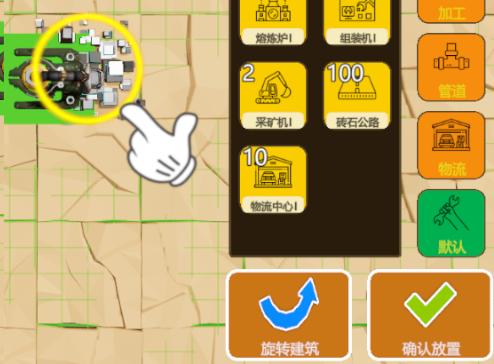 加工
熔炼炉I
组装机I
管道
2
100
采矿机I
砖石公路
物流
10
物流中心I
默认
旋转建筑
确认放置